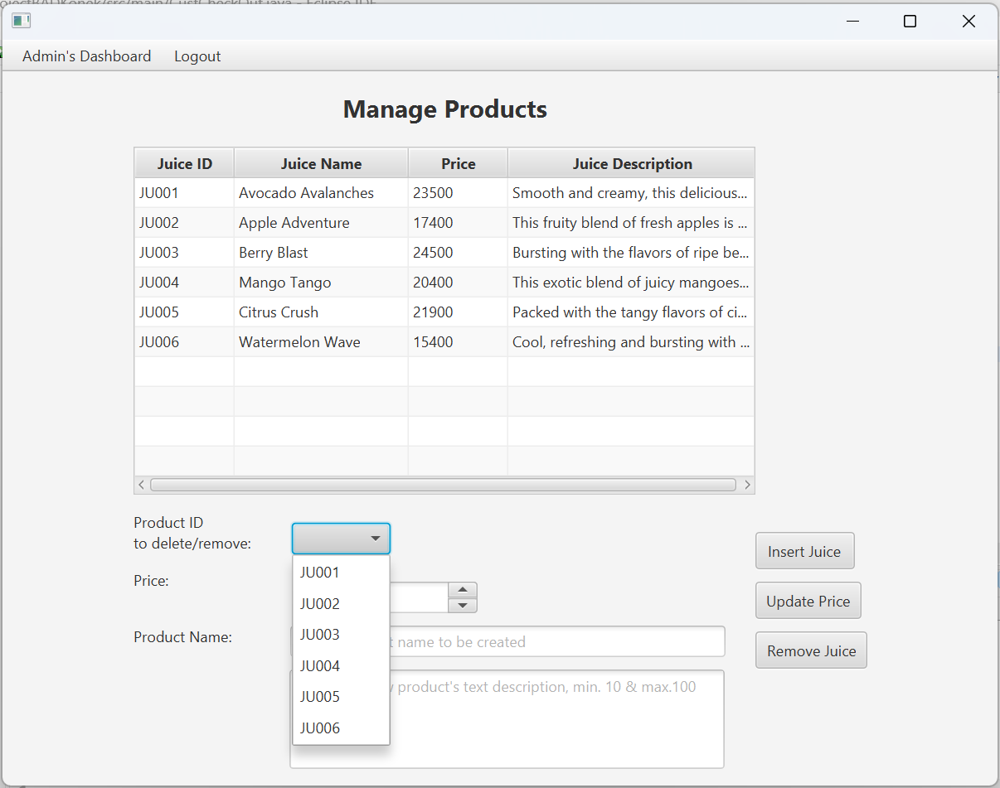 Admin's Dashboard Logout
Manage Products
Juice ID Juice Name Price Juice Description
JU001 Avocado Avalanches 23500 Smooth and creamy, this delicious...
JU002 Apple Adventure 17400 This fruity blend of fresh apples is ...
JU003 Berry Blast 24500 Bursting with the flavors of ripe be...
JU004 Mango Tango 20400 This exotic blend of juicy mangoes...
JU005 Citrus Crush 21900 Packed with the tangy flavors of ci...
JU006 Watermelon Wave 15400 Cool, refreshing and bursting with ...
Product ID
to delete/remove:
Insert Juice
JU001
Price:
Update Price
JU002
JU003
Product Name:
name to be created
Remove Juice
JU004
product's text description, min. 10 & max.100
JU005
JU006